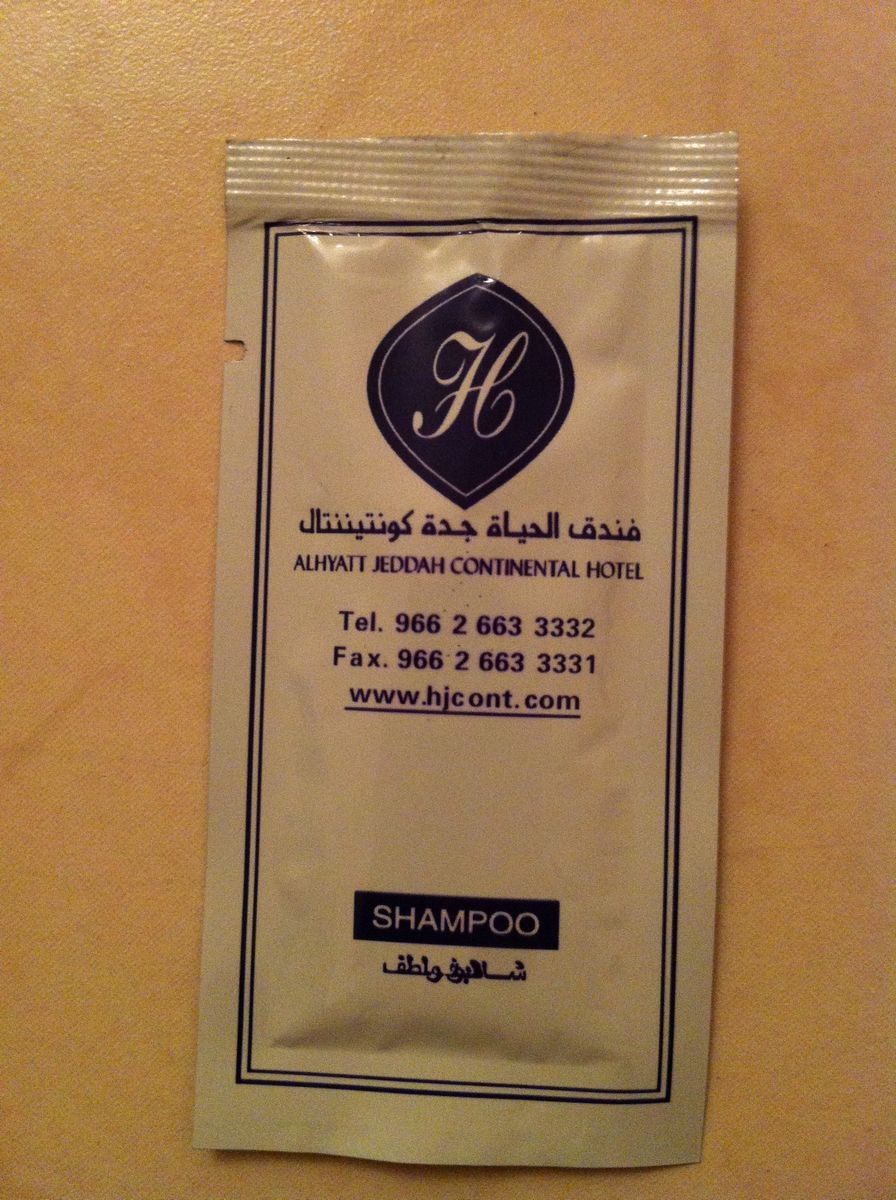 H
فندق الحياة جدة كونتيننتال
ALHYATT JEDDAH CONTINENTAL HOTEL
Tel. 966 2 663 3332
Fax. 966 2 663 3331
www.hjcont.com
SHAMPOO
وملطف